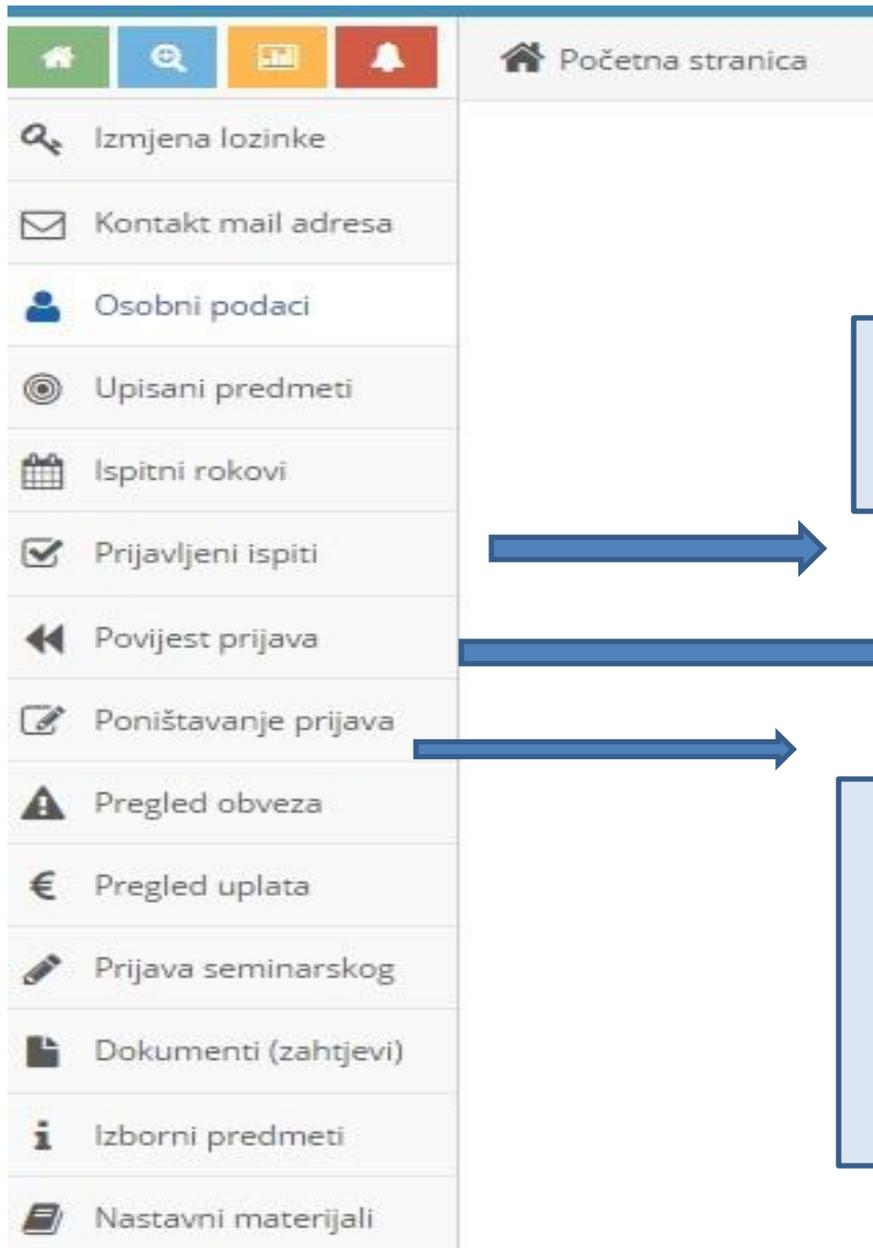 Početna stranica
Izmjena lozinke
Kontakt mail adresa
Osobni podaci
Upisani predmeti
Ispitni rokovi
Prijavljeni ispiti
Povijest prijava
Poništavanje prijava
Pregled obveza
Pregled uplata
Prijava seminarskog
Dokumenti (zahtjevi)
Izborni predmeti
Nastavni materijali